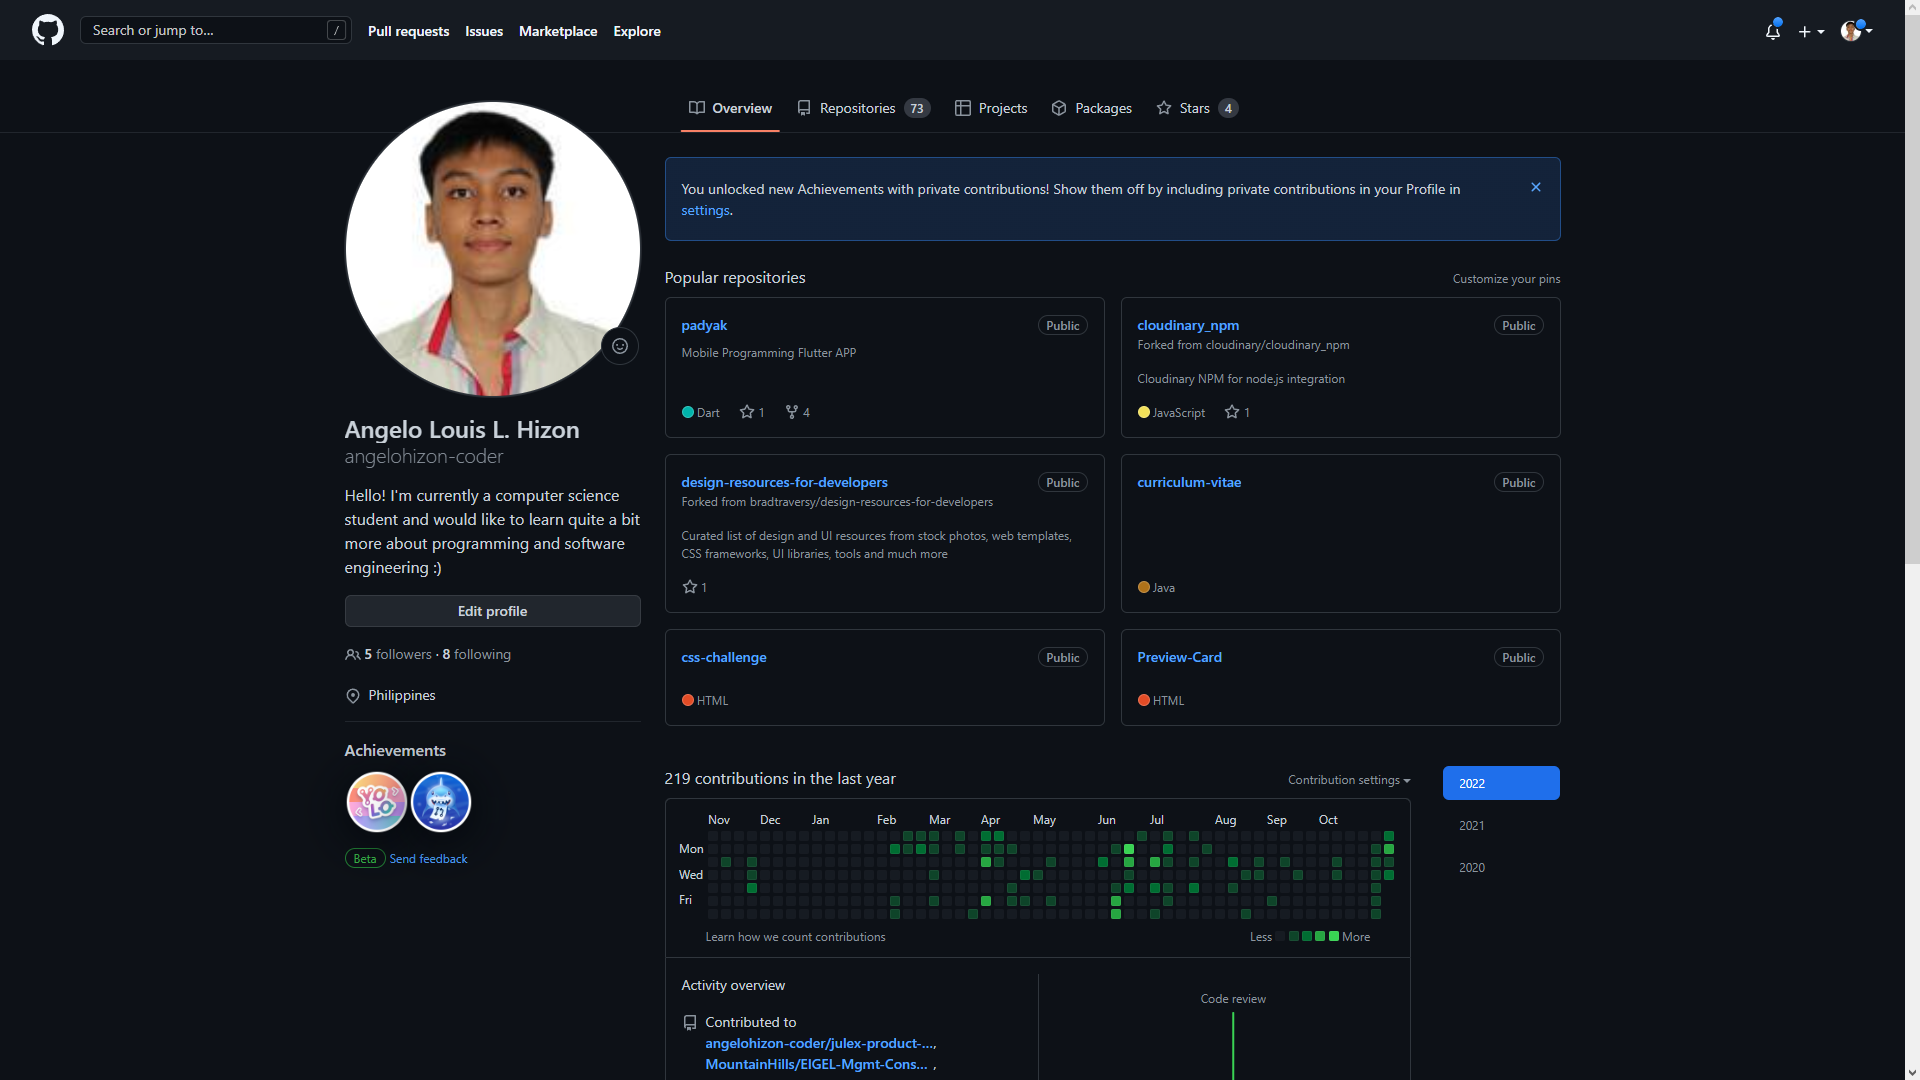 Search or jump to...
/
Pull requests
Issues
Marketplace
Explore
Overview
Repositories 73
Projects
Packages
Stars 4
You unlocked new Achievements with private contributions! Show them off by including private contributions in your Profile in
settings.
Angelo Louis L. Hizon
angelohizon-coder
Hello! I'm currently a computer science
student and would like to learn quite a bit
more about programming and software
engineering :)
Edit profile
5 followers · 8 following
Philippines
Achievements
YOLO
Beta Send feedback
Popular repositories
Customize your pins
padyak
Public
Mobile Programming Flutter APP
Dart 1 4
cloudinary_npm
Public
Forked from cloudinary/cloudinary_npm
Cloudinary NPM for node.js integration
JavaScript 1
design-resources-for-developers
Public
Forked from bradtraversy/design-resources-for-developers
Curated list of design and UI resources from stock photos, web templates,
CSS frameworks, UI libraries, tools and much more
1
curriculum-vitae
Public
Java
css-challenge
Public
HTML
Preview-Card
Public
HTML
219 contributions in the last year
Contribution settings
2022
2021
2020
Nov Dec Jan Feb Mar Apr May Jun Jul Aug Sep Oct
Mon
Wed
Fri
Learn how we count contributions
Less More
Activity overview
Contributed to
angelohizon-coder/julex-product-...,
MountainHills/EIGEL-Mgmt-Cons... ,
Code review